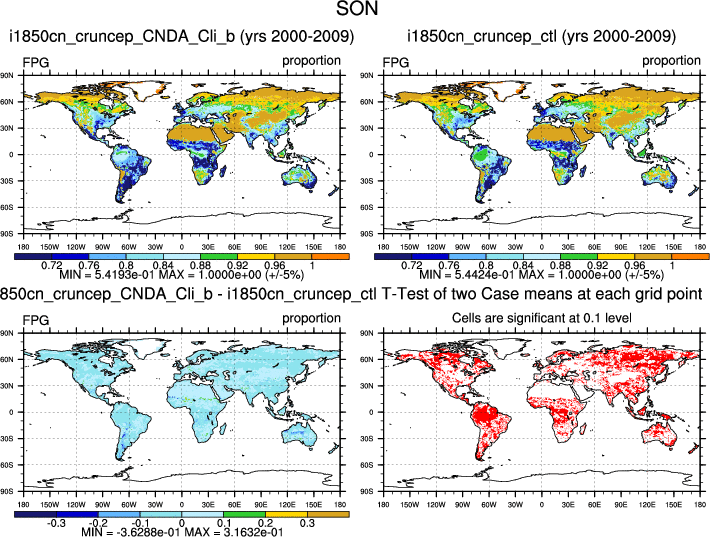 SON
i1850cn_cruncep_CNDA_Cli_b (yrs 2000-2009)
i1850cn_cruncep_ctl (yrs 2000-2009)
FPG proportion
FPG proportion
90N
60N
30N
0
30S
60S
90S
180 150W 120W 90W 60W 30W 0 30E 60E 90E 120E 150E 180
0.72 0.76 0.8 0.84 0.88 0.92 0.96 1
MIN = 5.4193e-01 MAX = 1.0000e+00 (+/-5%)
90N
60N
30N
0
30S
60S
90S
180 150W 120W 90W 60W 30W 0 30E 60E 90E 120E 150E 180
0.72 0.76 0.8 0.84 0.88 0.92 0.96 1
MIN = 5.4424e-01 MAX = 1.0000e+00 (+/-5%)
850cn_cruncep_CNDA_Cli_b - i1850cn_cruncep_ctl T-Test of two Case means at each grid point
FPG proportion
Cells are significant at 0.1 level
90N
60N
30N
0
30S
60S
90S
180 150W 120W 90W 60W 30W 0 30E 60E 90E 120E 150E 180
-0.3 -0.2 -0.1 0 0.1 0.2 0.3
MIN = -3.6288e-01 MAX = 3.1632e-01
90N
60N
30N
0
30S
60S
90S
180 150W 120W 90W 60W 30W 0 30E 60E 90E 120E 150E 180